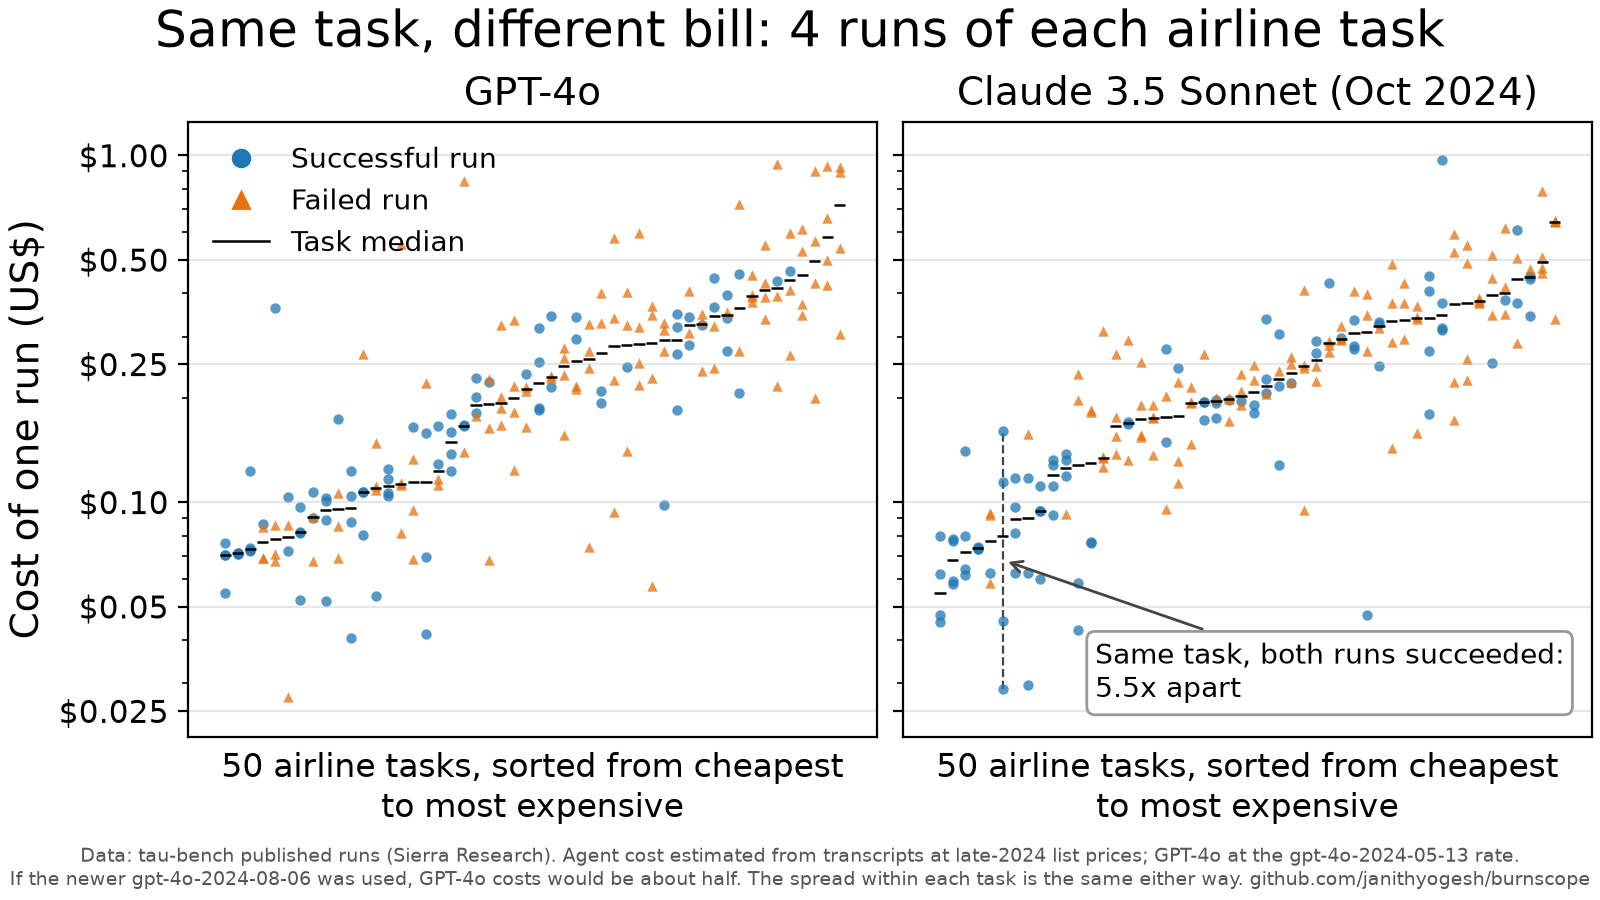 Same task, different bill: 4 runs of each airline task
GPT-4o
Claude 3.5 Sonnet (Oct 2024)
Cost of one run (US$)
$1.00
$0.50
$0.25
$0.10
$0.05
$0.025
Successful run
Failed run
Task median
Same task, both runs succeeded:
5.5x apart
50 airline tasks, sorted from cheapest
to most expensive
50 airline tasks, sorted from cheapest
to most expensive
Data: tau-bench published runs (Sierra Research). Agent cost estimated from transcripts at late-2024 list prices; GPT-4o at the gpt-4o-2024-05-13 rate.
If the newer gpt-4o-2024-08-06 was used, GPT-4o costs would be about half. The spread within each task is the same either way. github.com/janithyogesh/burnscope